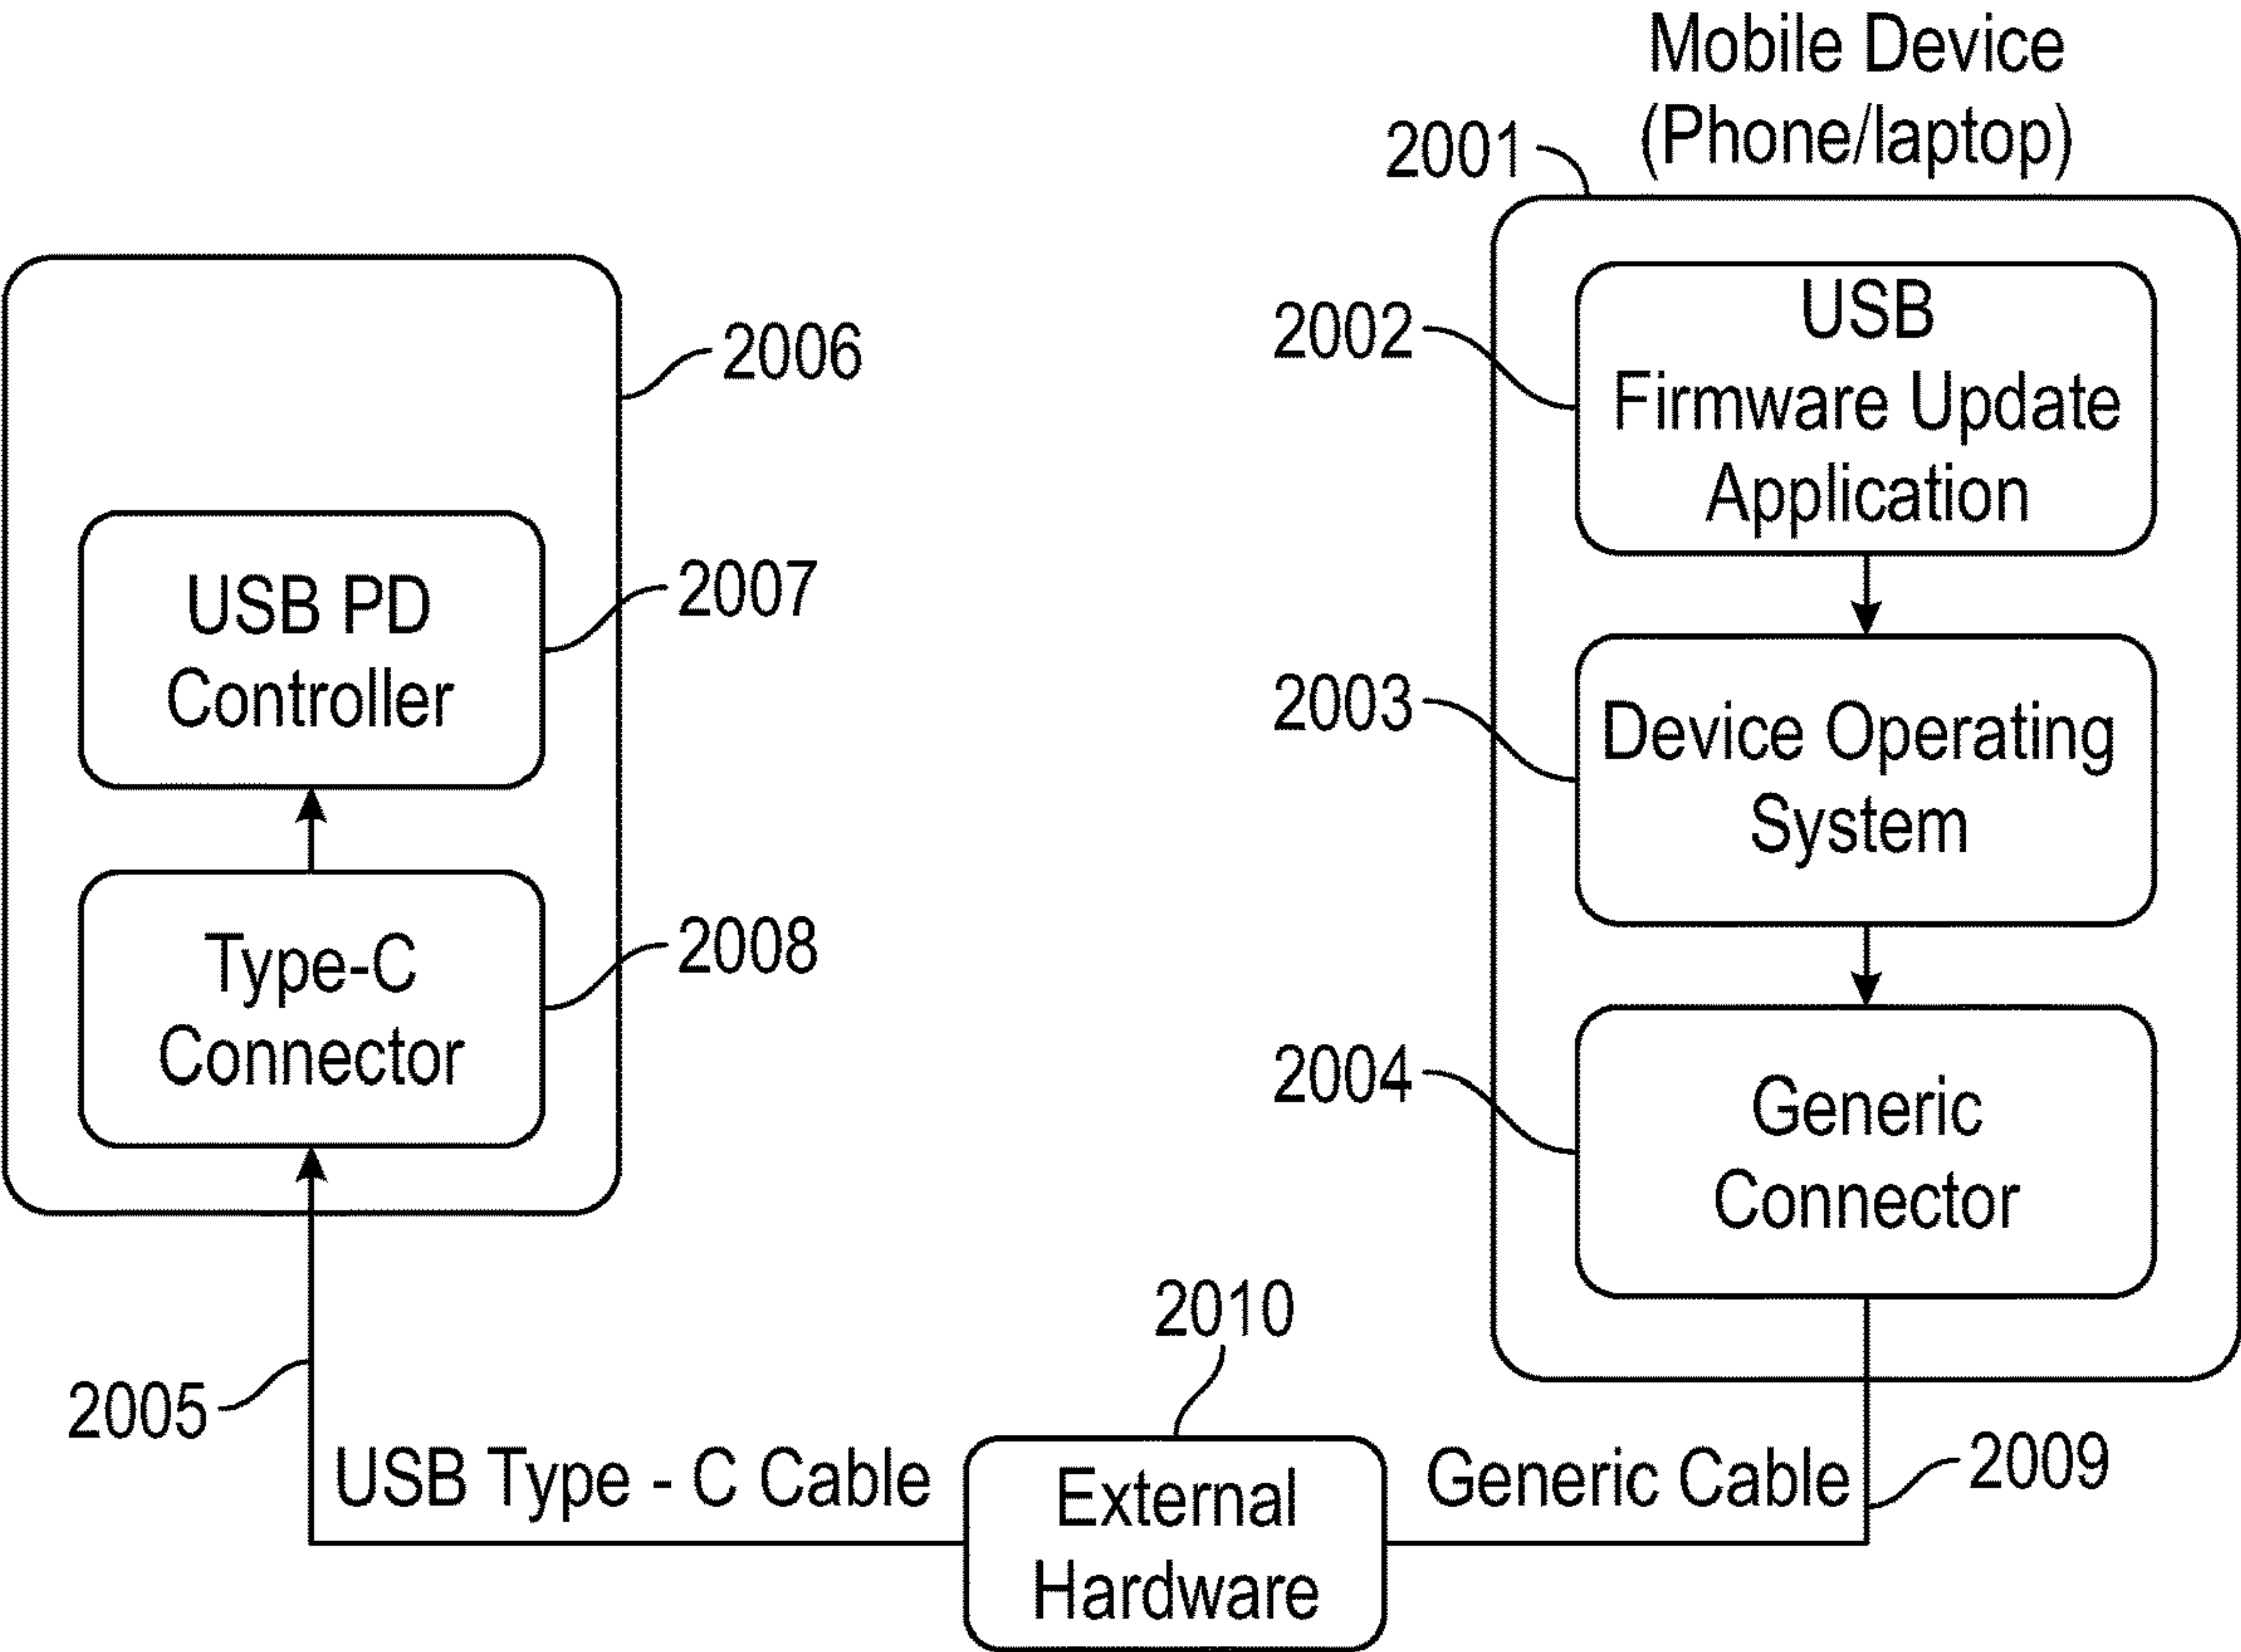 Mobile Device
(Phone/laptop)
2001
2006
2002
USB
Firmware Update
Application
USB PD
Controller
2007
2003
Device Operating
System
Type-C
Connector
2008
2004
Generic
Connector
2010
2005
USB Type - C Cable
External
Hardware
Generic Cable
2009